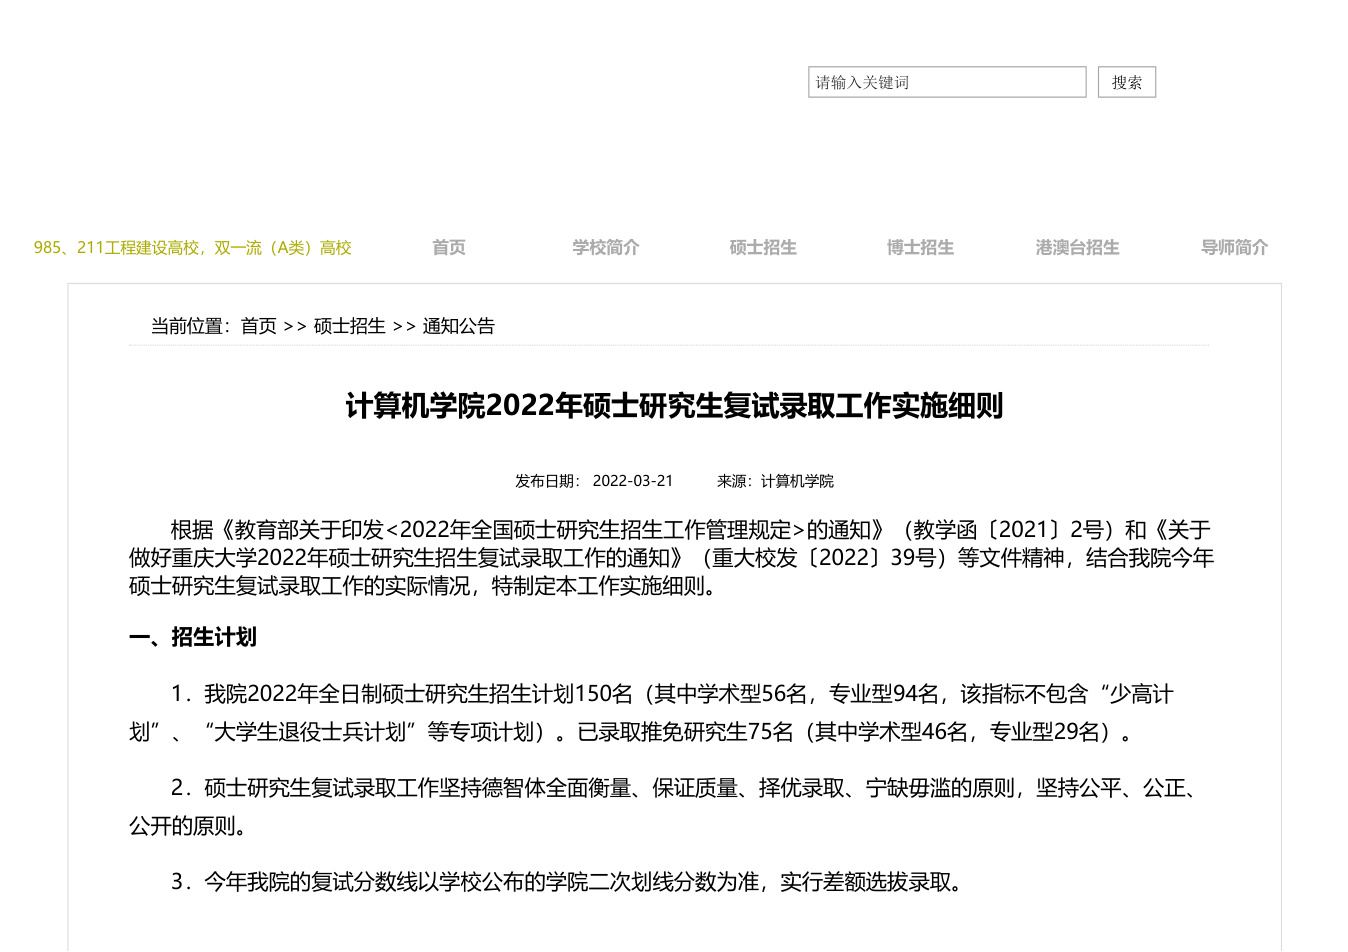 请输入关键词
搜索
985、211工程建设高校，双一流（A类）高校
首页
学校简介
硕士招生
博士招生
港澳台招生
导师简介
当前位置：首页 >> 硕士招生 >> 通知公告
计算机学院2022年硕士研究生复试录取工作实施细则
发布日期： 2022-03-21 来源：计算机学院
根据《教育部关于印发<2022年全国硕士研究生招生工作管理规定>的通知》（教学函〔2021〕2号）和《关于
做好重庆大学2022年硕士研究生招生复试录取工作的通知》（重大校发〔2022〕39号）等文件精神，结合我院今年
硕士研究生复试录取工作的实际情况，特制定本工作实施细则。
一、招生计划
1．我院2022年全日制硕士研究生招生计划150名（其中学术型56名，专业型94名，该指标不包含“少高计
划”、 “大学生退役士兵计划”等专项计划）。已录取推免研究生75名（其中学术型46名，专业型29名）。
2．硕士研究生复试录取工作坚持德智体全面衡量、保证质量、择优录取、宁缺毋滥的原则，坚持公平、公正、
公开的原则。
3．今年我院的复试分数线以学校公布的学院二次划线分数为准，实行差额选拔录取。